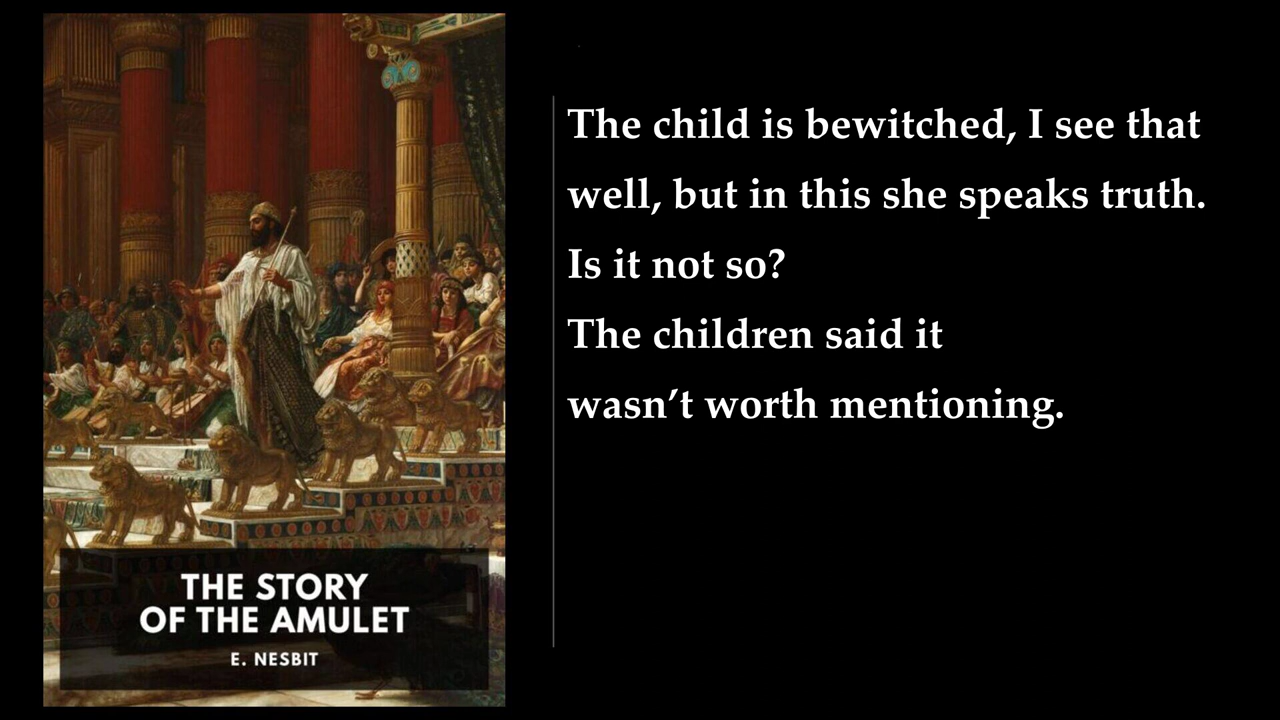 THE STORY
OF THE AMULET
E. NESBIT
The child is bewitched, I see that
well, but in this she speaks truth.
Is it not so?
The children said it
wasn’t worth mentioning.